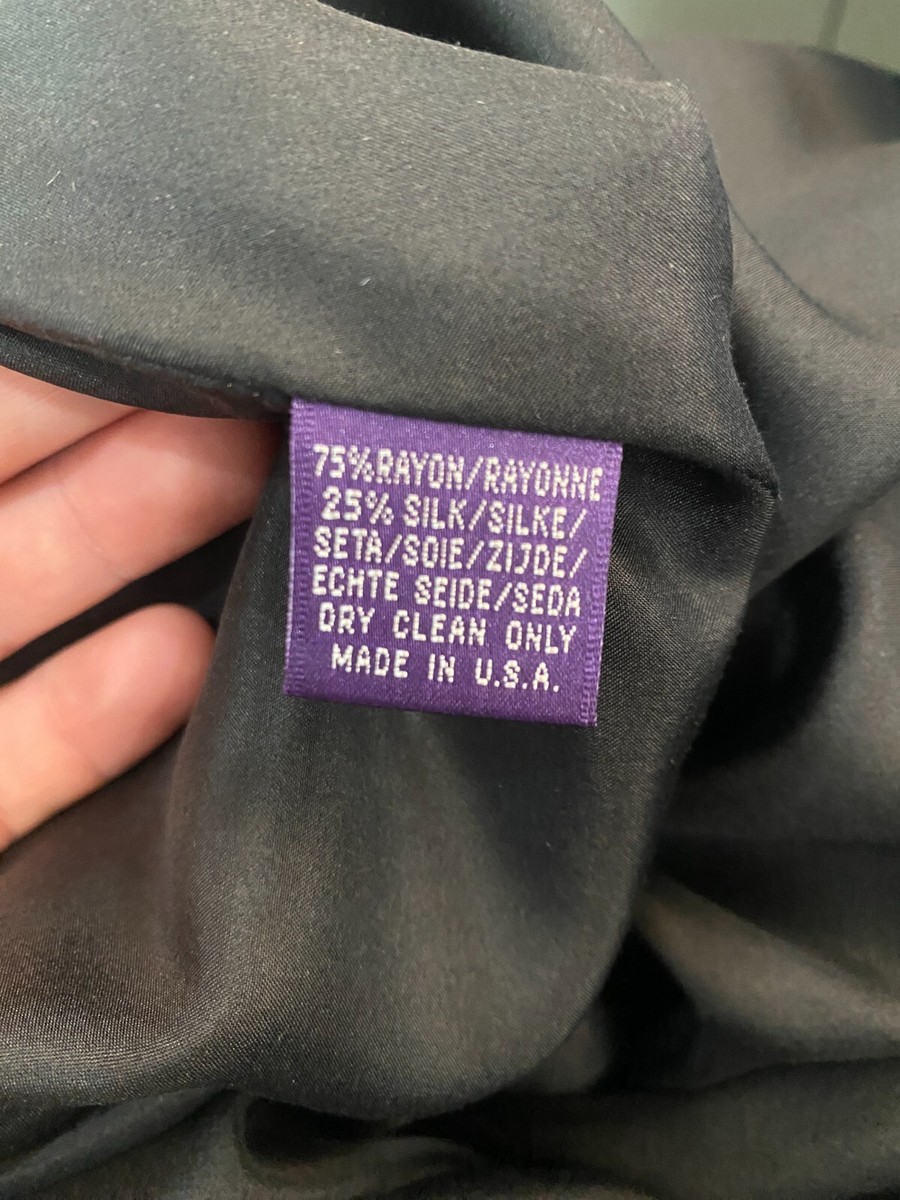 75%RAYON/RAYONNE
25% SILK/SILKE/
SETA/SOIE/ZIJDE/
ECHTE SEIDE/SEDA
DRY CLEAN ONLY
MADE IN U.S.A.